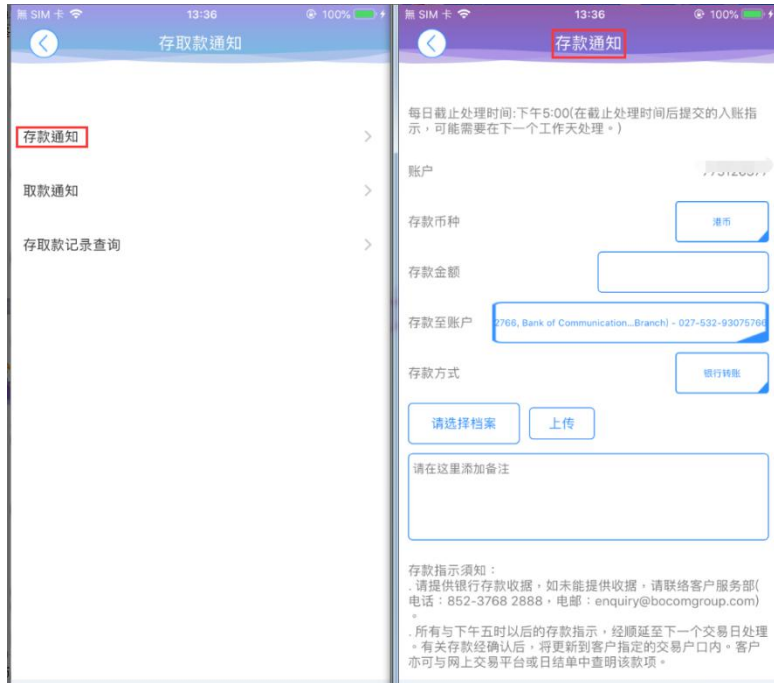 無 SIM 卡
13:36
100%
存取款通知
存款通知
取款通知
存取款记录查询
無 SIM 卡
13:36
100%
存款通知
每日截止处理时间:下午5:00(在截止处理时间后提交的入账指
示，可能需要在下一个工作天处理。)
账户
存款币种
港币
存款金额
存款至账户
2766, Bank of Communication...Branch) - 027-532-93075766
存款方式
银行转账
请选择档案
上传
请在这里添加备注
存款指示須知：
. 请提供银行存款收据，如未能提供收据，请联络客户服务部(
电话：852-3768 2888，电邮：enquiry@bocomgroup.com)
。
. 所有与下午五时以后的存款指示，经顺延至下一个交易日处理
。有关存款经确认后，将更新到客户指定的交易户口内。客户
亦可与网上交易平台或日结单中查明该款项。